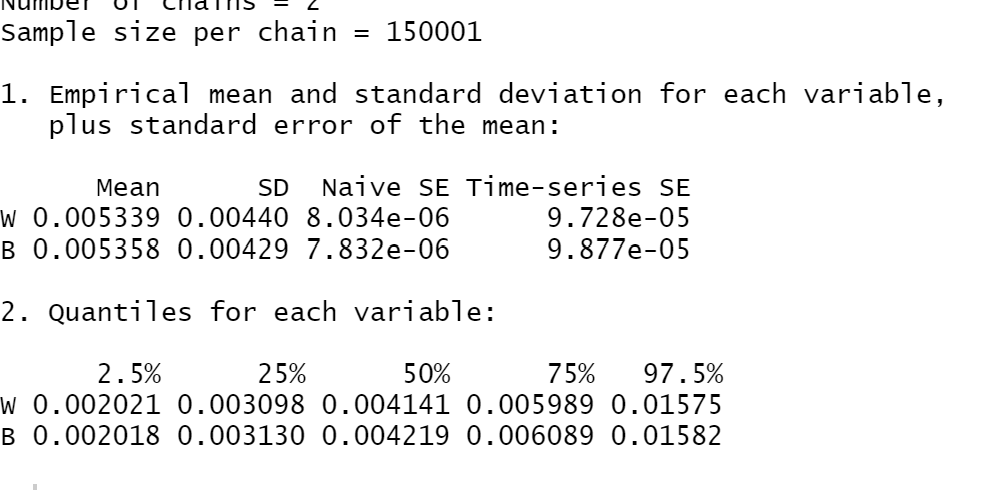 Number of chains = 2
Sample size per chain = 150001
1. Empirical mean and standard deviation for each variable,
plus standard error of the mean:
Mean SD Naive SE Time-series SE
W 0.005339 0.00440 8.034e-06 9.728e-05
B 0.005358 0.00429 7.832e-06 9.877e-05
2. Quantiles for each variable:
2.5% 25% 50% 75% 97.5%
W 0.002021 0.003098 0.004141 0.005989 0.01575
B 0.002018 0.003130 0.004219 0.006089 0.01582